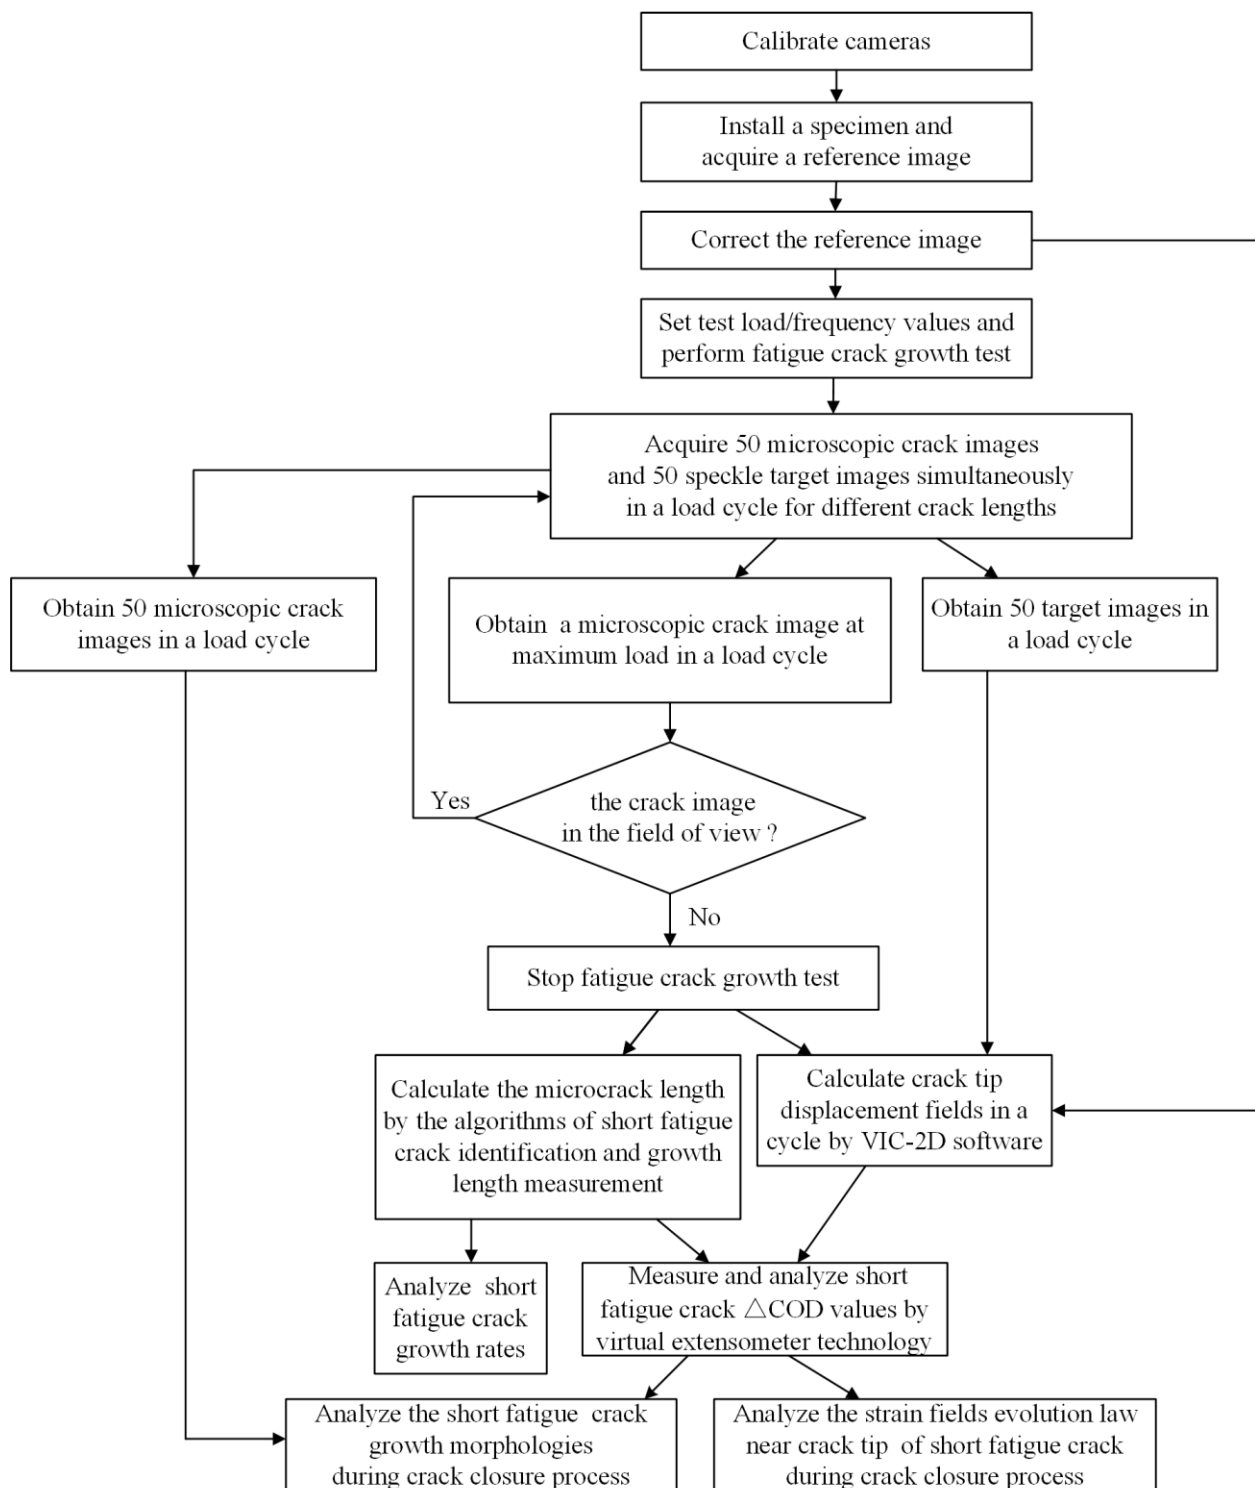 Calibrate cameras
Install a specimen and
acquire a reference image
Correct the reference image
Set test load/frequency values and
perform fatigue crack growth test
Acquire 50 microscopic crack images
and 50 speckle target images simultaneously
in a load cycle for different crack lengths
Obtain 50 microscopic crack
images in a load cycle
Obtain a microscopic crack image at
maximum load in a load cycle
Obtain 50 target images in
a load cycle
Yes
the crack image
in the field of view ?
No
Stop fatigue crack growth test
Calculate the microcrack length
by the algorithms of short fatigue
crack identification and growth
length measurement
Calculate crack tip
displacement fields in a
cycle by VIC-2D software
Analyze short
fatigue crack
growth rates
Measure and analyze short
fatigue crack △COD values by
virtual extensometer technology
Analyze the short fatigue crack
growth morphologies
during crack closure process
Analyze the strain fields evolution law
near crack tip of short fatigue crack
during crack closure process